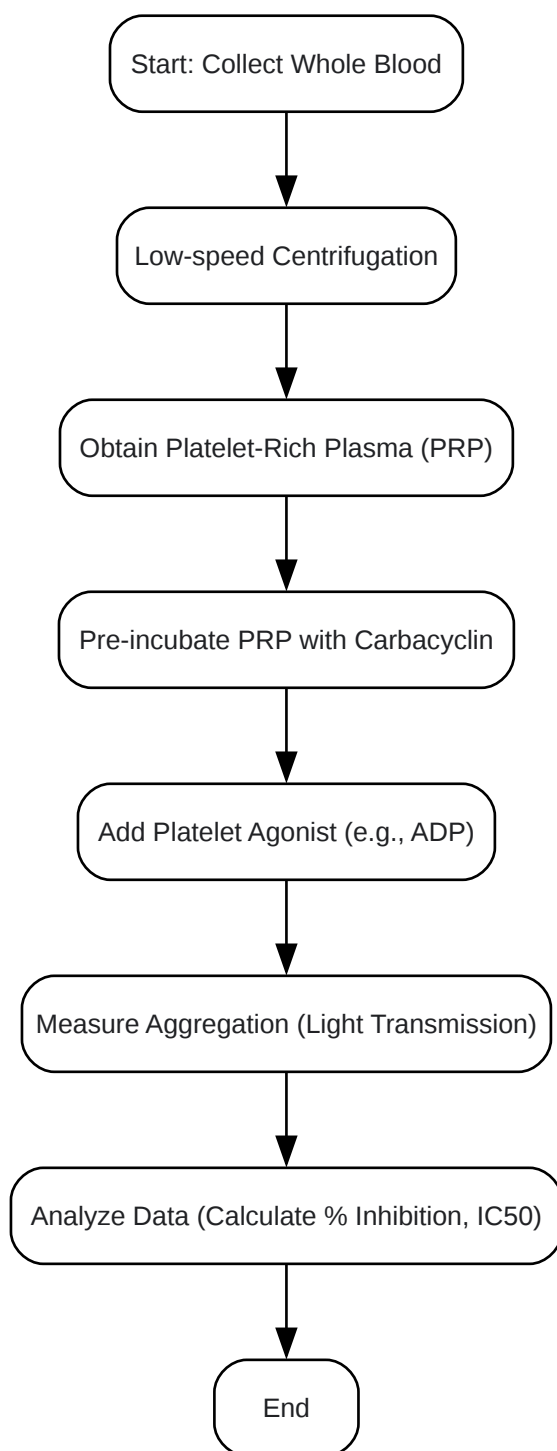 Start: Collect Whole Blood
Low-speed Centrifugation
Obtain Platelet-Rich Plasma (PRP)
Pre-incubate PRP with Carbacyclin
Add Platelet Agonist (e.g., ADP)
Measure Aggregation (Light Transmission)
Analyze Data (Calculate % Inhibition, IC50)
End